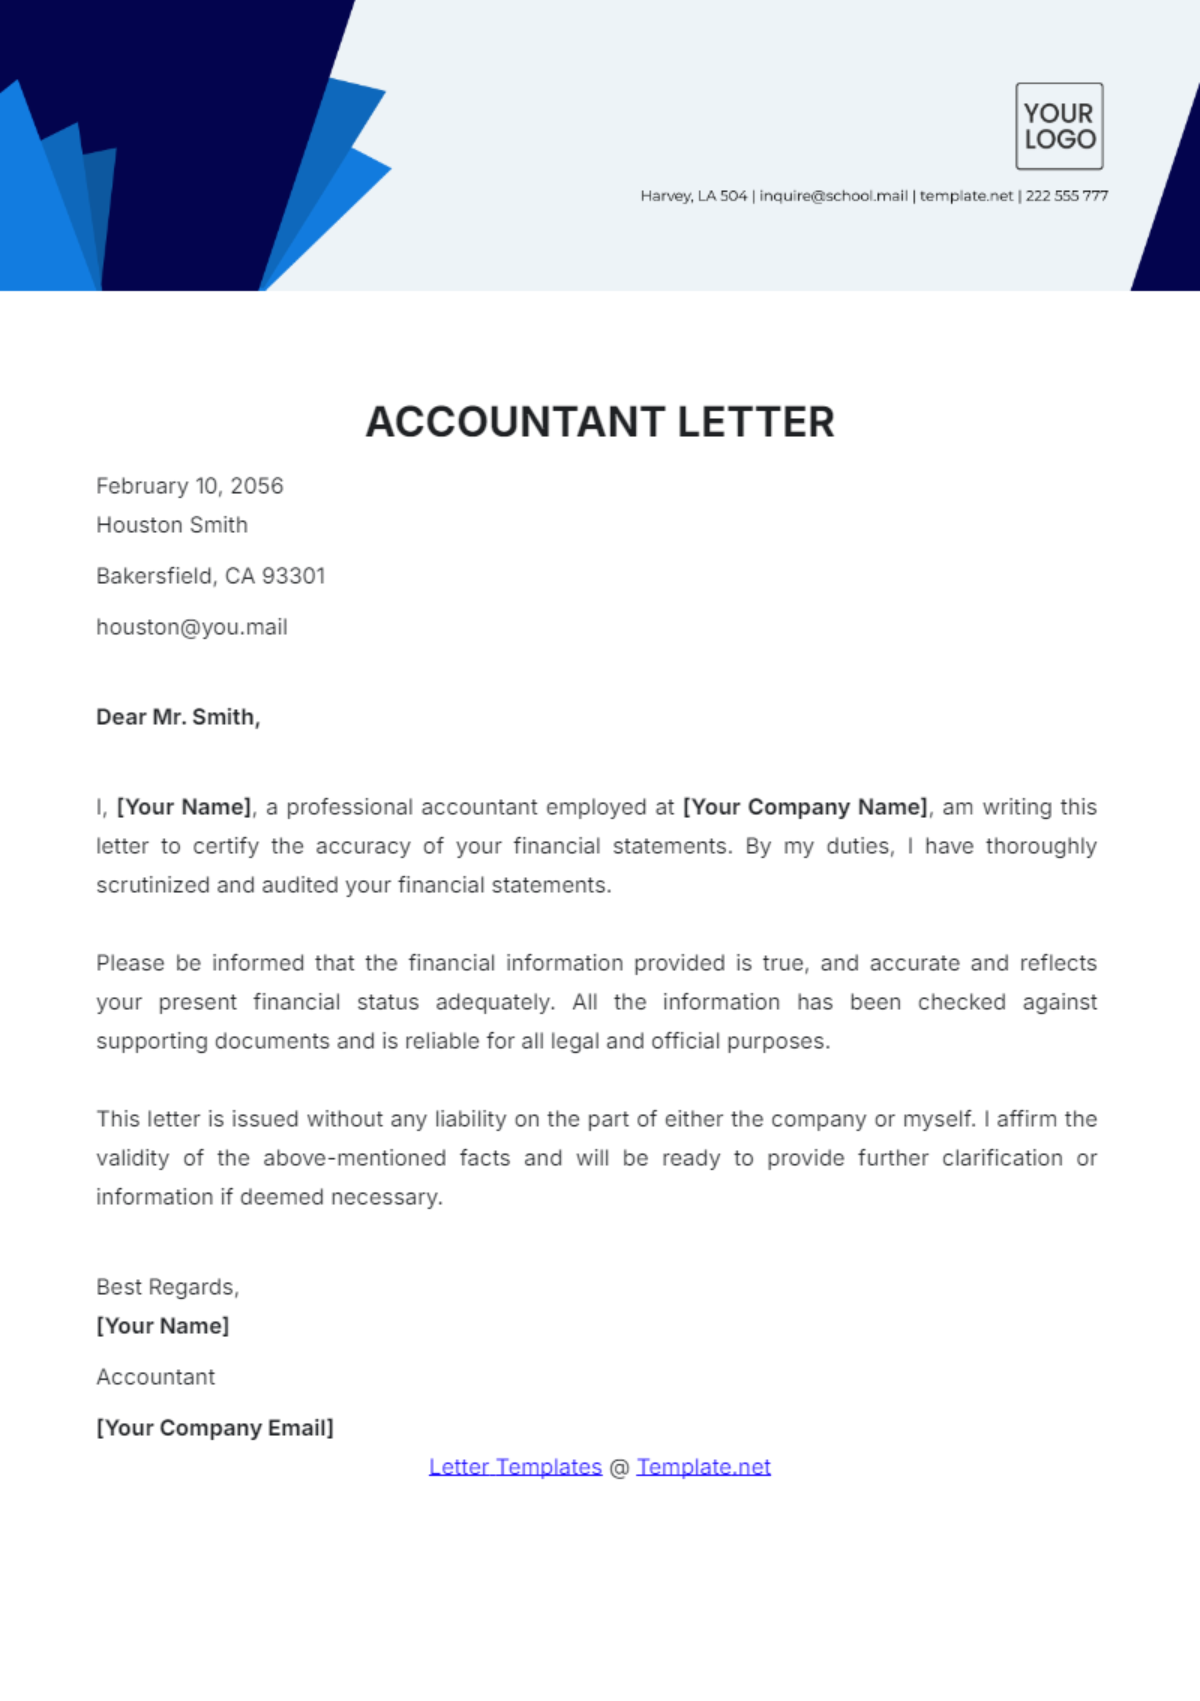 YOUR
LOGO
Harvey, LA 504 | inquire@school.mail | template.net | 222 555 777
ACCOUNTANT LETTER
February 10, 2056
Houston Smith
Bakersfield, CA 93301
houston@you.mail
Dear Mr. Smith,
I, [Your Name], a professional accountant employed at [Your Company Name], am writing this
letter to certify the accuracy of your financial statements. By my duties, I have thoroughly
scrutinized and audited your financial statements.
Please be informed that the financial information provided is true, and accurate and reflects
your present financial status adequately. All the information has been checked against
supporting documents and is reliable for all legal and official purposes.
This letter is issued without any liability on the part of either the company or myself. I affirm the
validity of the above-mentioned facts and will be ready to provide further clarification or
information if deemed necessary.
Best Regards,
[Your Name]
Accountant
[Your Company Email]
Letter Templates @ Template.net